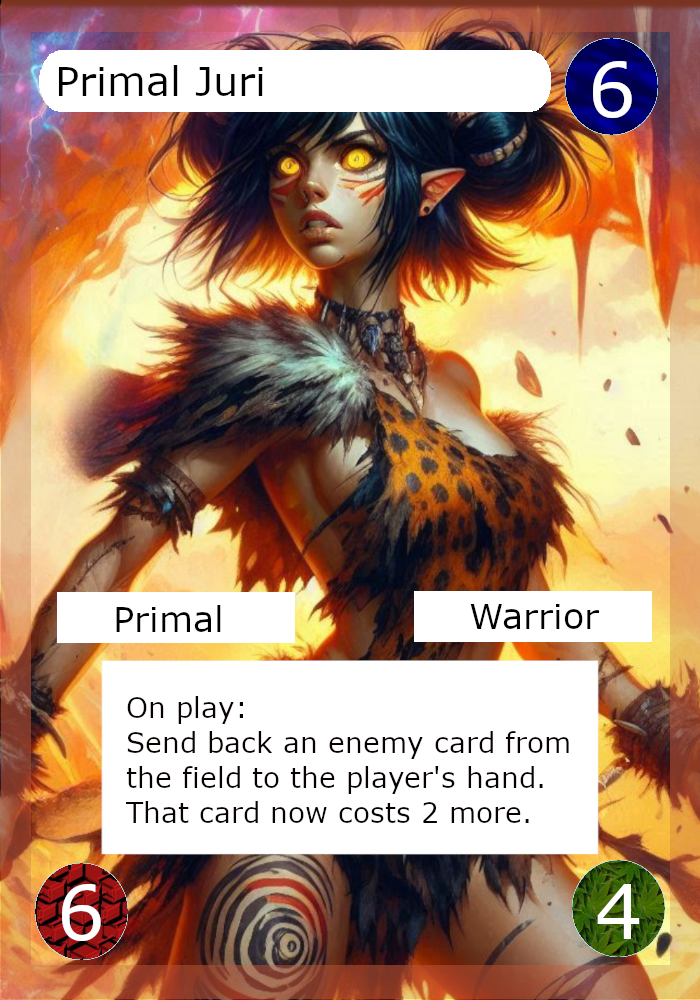 Primal Juri
6
Primal
Warrior
On play:
Send back an enemy card from
the field to the player's hand.
That card now costs 2 more.
6
4